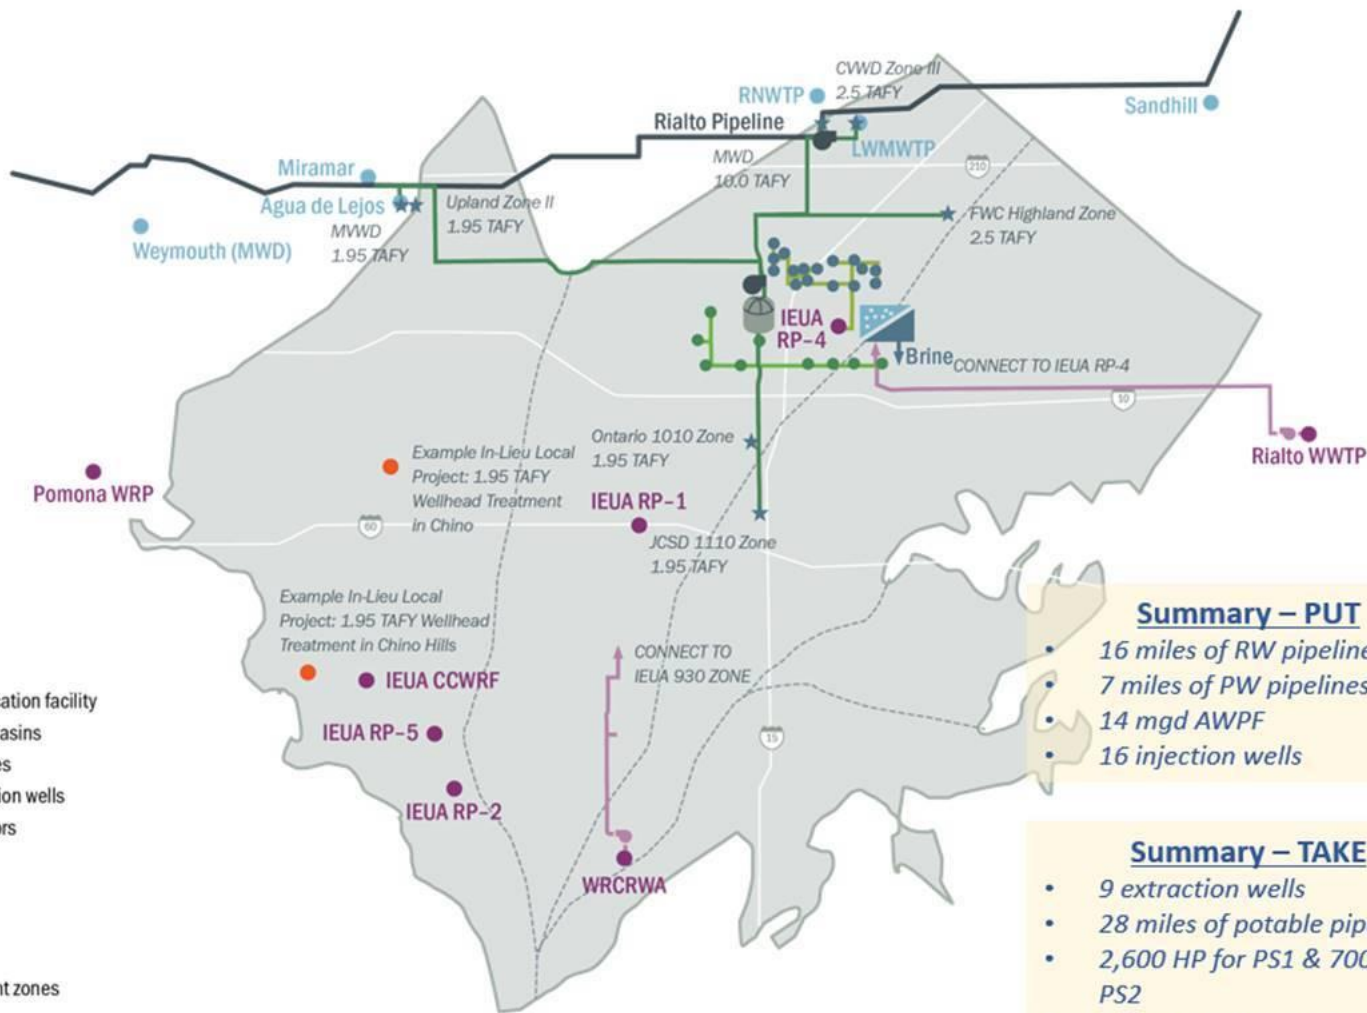 CVWD Zone III
2.5 TAFY
RNWTP
Sandhill
Rialto Pipeline
LWMWTP
MWD
10.0 TAFY
210
Miramar
Agua de Lejos
Upland Zone II
1.95 TAFY
MVWD
1.95 TAFY
Weymouth (MWD)
FWC Highland Zone
2.5 TAFY
IEUA
RP-4
Brine
CONNECT TO IEUA RP-4
10
Rialto WWTP
Ontario 1010 Zone
1.95 TAFY
Example In-Lieu Local
Project: 1.95 TAFY
Wellhead Treatment
in Chino
Pomona WRP
IEUA RP-1
60
JCSD 1110 Zone
1.95 TAFY
Example In-Lieu Local
Project: 1.95 TAFY Wellhead
Treatment in Chino Hills
CONNECT TO
IEUA 930 ZONE
IEUA CCWRF
IEUA RP-5
IEUA RP-2
15
WRCRWA
cation facility
asins
es
ion wells
ors
nt zones
Summary – PUT
• 16 miles of RW pipeline
• 7 miles of PW pipelines
• 14 mgd AWPF
• 16 injection wells
Summary – TAKE
• 9 extraction wells
• 28 miles of potable pip
• 2,600 HP for PS1 & 700
PS2